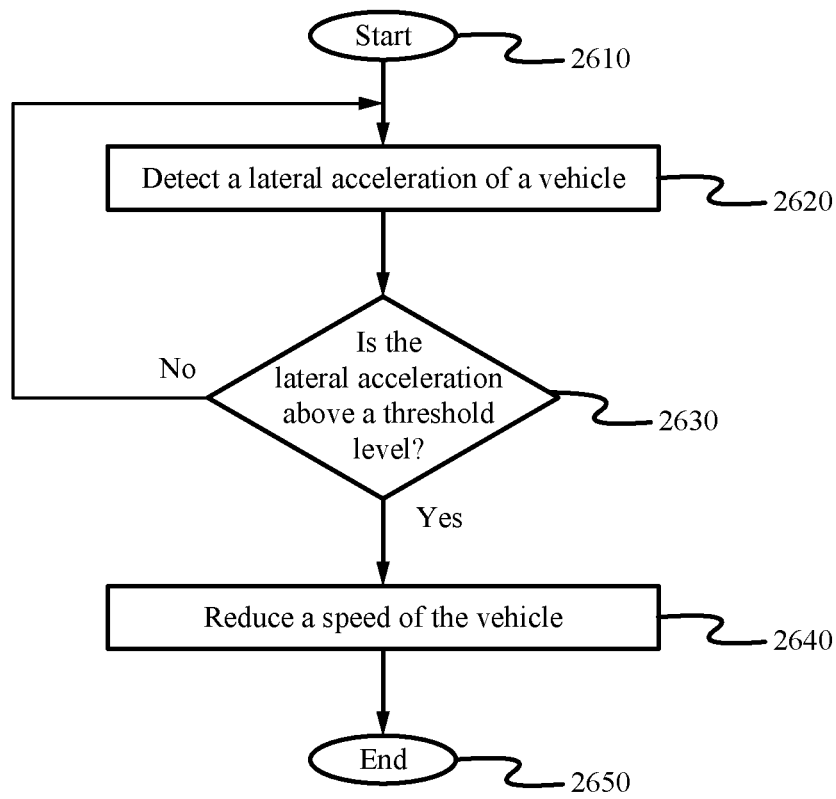 Start
2610
Detect a lateral acceleration of a vehicle
2620
Is the
lateral acceleration
above a threshold
level?
No
2630
Yes
Reduce a speed of the vehicle
2640
End
2650